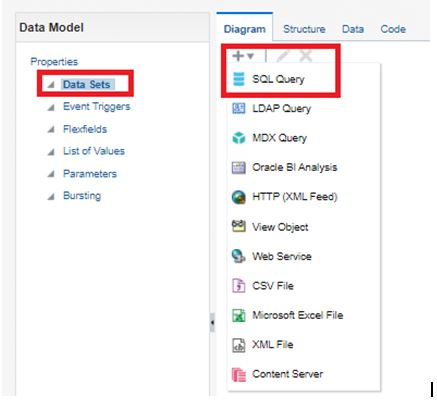 Data Model
Properties
Data Sets
Event Triggers
Flexfields
List of Values
Parameters
Bursting
Diagram Structure Data Code
SQL Query
LDAP Query
MDX Query
Oracle BI Analysis
HTTP (XML Feed)
View Object
Web Service
CSV File
Microsoft Excel File
XML File
Content Server